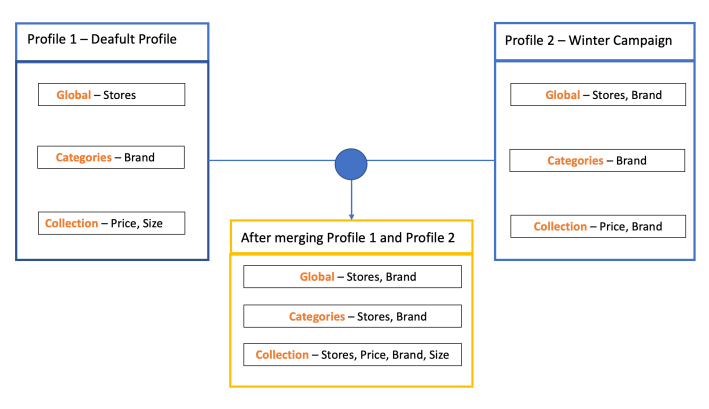 Profile 1 – Deafult Profile
Global – Stores
Categories – Brand
Collection – Price, Size
Profile 2 – Winter Campaign
Global – Stores, Brand
Categories – Brand
Collection – Price, Brand
After merging Profile 1 and Profile 2
Global – Stores, Brand
Categories – Stores, Brand
Collection – Stores, Price, Brand, Size